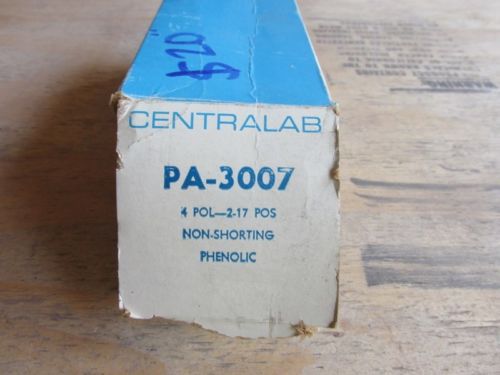 $20
CENTRALAB
PA-3007
4 POL—2-17 POS
NON-SHORTING
PHENOLIC